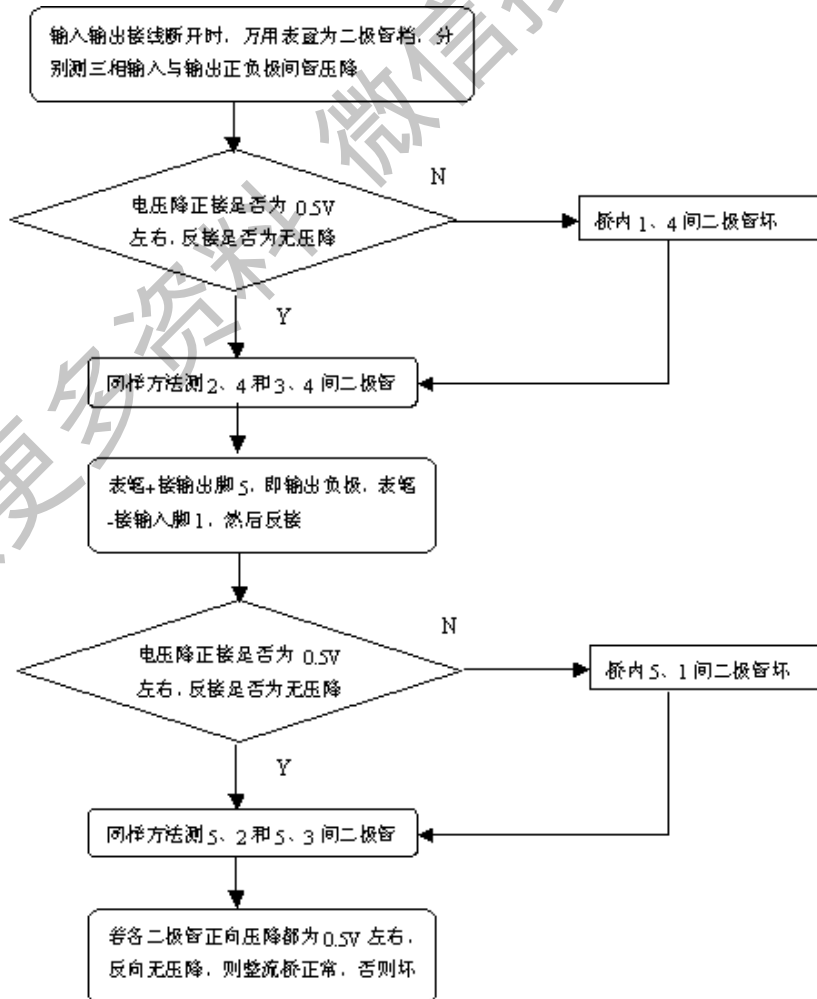 输入输出接线断开时，万用表置为二极管档，分
别测三相输入与输出正负极间管压降
电压降正接是否为 0.5V
左右，反接是否为无压降
N
桥内 1、4 间二极管坏
Y
同样方法测 2、4 和 3、4 间二极管
表笔+接输出脚 5，即输出负极，表笔
-接输入脚 1，然后反接
电压降正接是否为 0.5V
左右，反接是否为无压降
N
桥内 5、1 间二极管坏
Y
同样方法测 5、2 和 5、3 间二极管
若各二极管正向压降都为 0.5V 左右，
反向无压降，则整流桥正常，否则坏
更多资料 微信